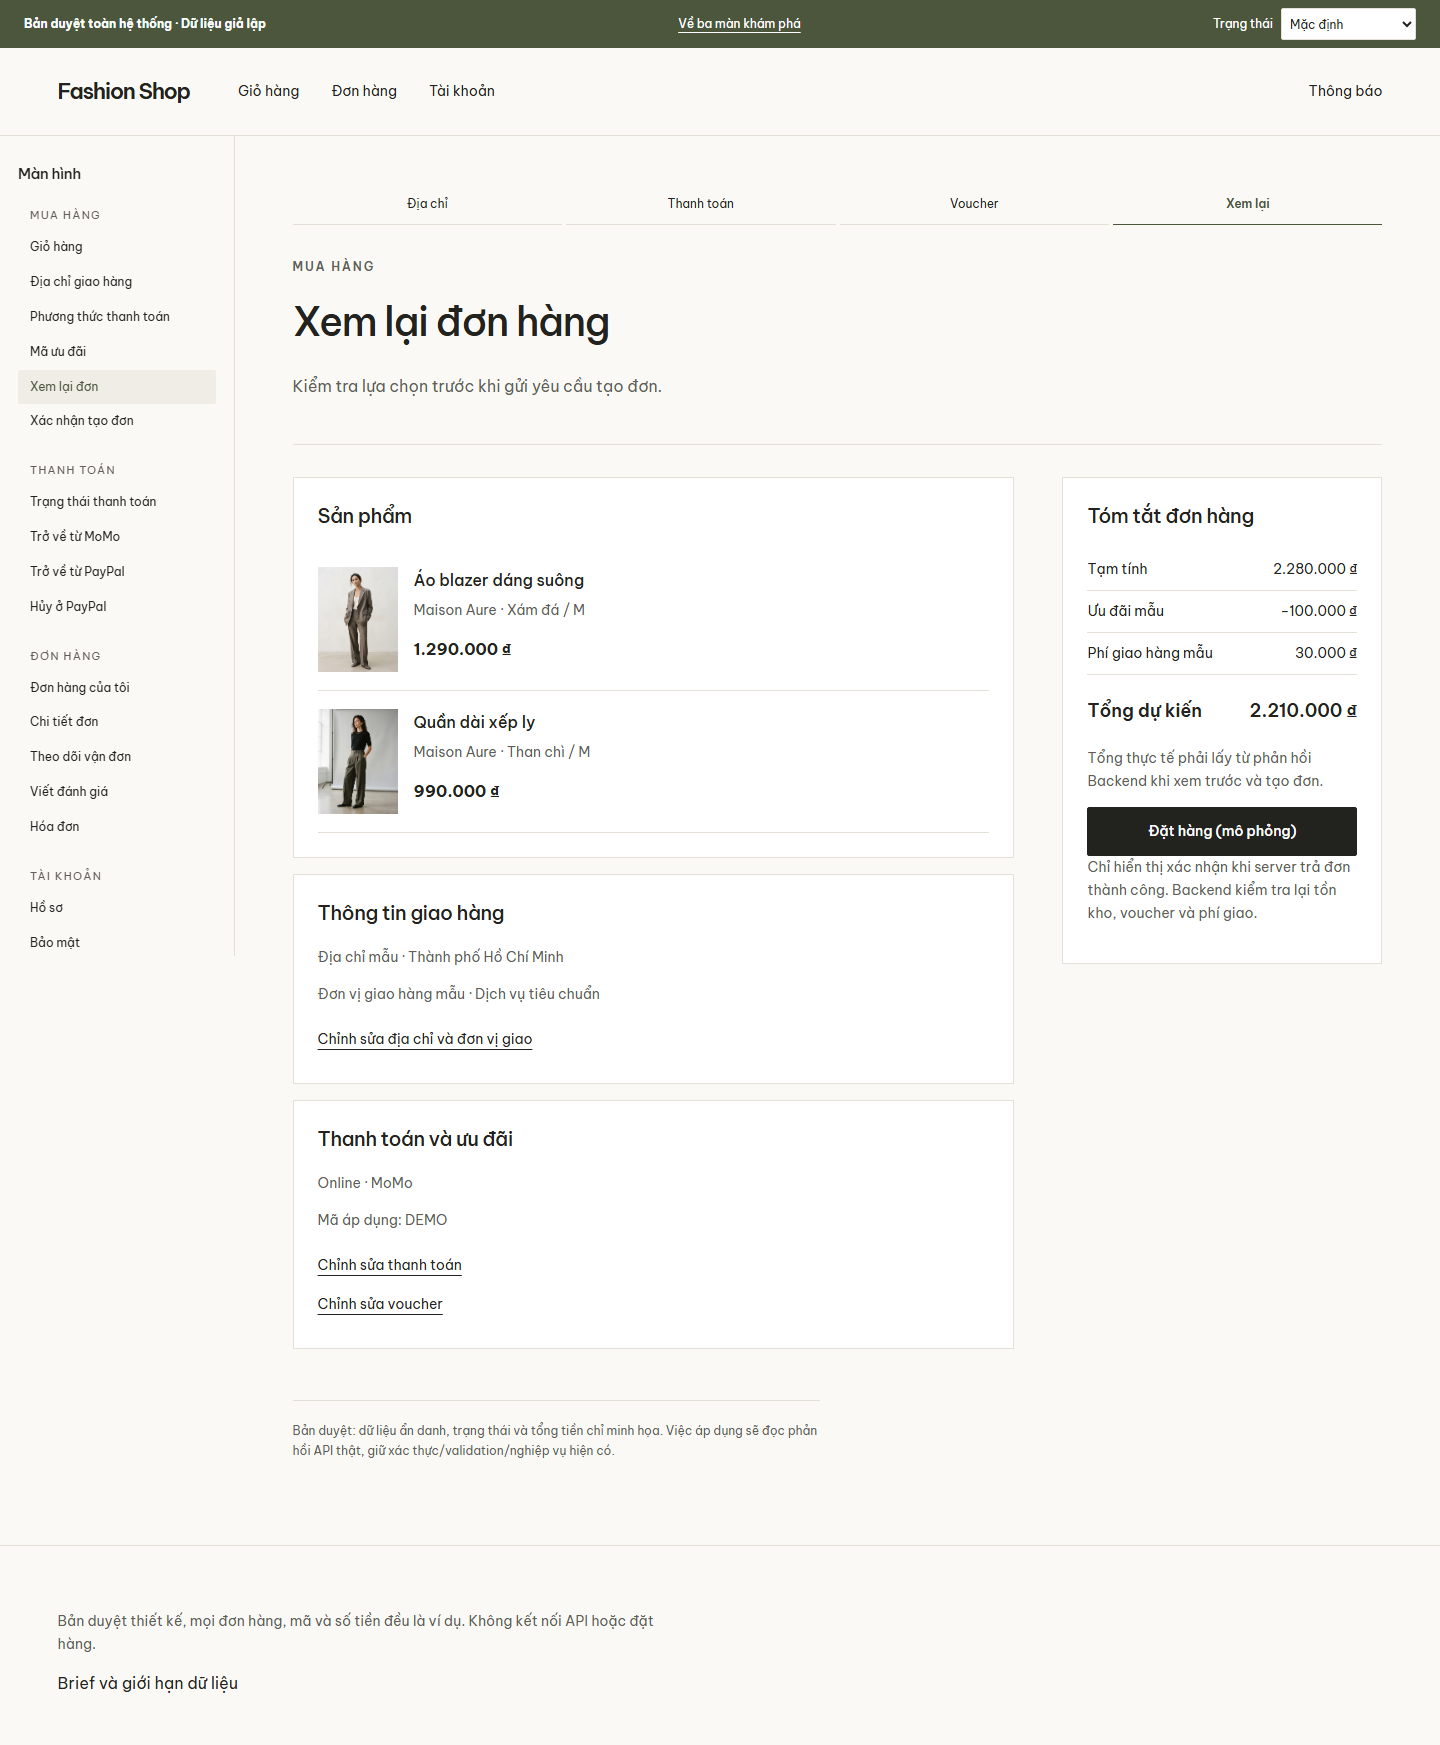 Bản duyệt toàn hệ thống · Dữ liệu giả lập
Về ba màn khám phá
Trạng thái
Mặc định
Fashion Shop
Giỏ hàng
Đơn hàng
Tài khoản
Thông báo
Màn hình
MUA HÀNG
Giỏ hàng
Địa chỉ giao hàng
Phương thức thanh toán
Mã ưu đãi
Xem lại đơn
Xác nhận tạo đơn
THANH TOÁN
Trạng thái thanh toán
Trở về từ MoMo
Trở về từ PayPal
Hủy ở PayPal
ĐƠN HÀNG
Đơn hàng của tôi
Chi tiết đơn
Theo dõi vận đơn
Viết đánh giá
Hóa đơn
TÀI KHOẢN
Hồ sơ
Bảo mật
Địa chỉ
Thanh toán
Voucher
Xem lại
MUA HÀNG
Xem lại đơn hàng
Kiểm tra lựa chọn trước khi gửi yêu cầu tạo đơn.
Sản phẩm
Áo blazer dáng suông
Maison Aure · Xám đá / M
1.290.000 ₫
Quần dài xếp ly
Maison Aure · Than chì / M
990.000 ₫
Thông tin giao hàng
Địa chỉ mẫu · Thành phố Hồ Chí Minh
Đơn vị giao hàng mẫu · Dịch vụ tiêu chuẩn
Chỉnh sửa địa chỉ và đơn vị giao
Thanh toán và ưu đãi
Online · MoMo
Mã áp dụng: DEMO
Chỉnh sửa thanh toán
Chỉnh sửa voucher
Tóm tắt đơn hàng
Tạm tính 2.280.000 ₫
Ưu đãi mẫu −100.000 ₫
Phí giao hàng mẫu 30.000 ₫
Tổng dự kiến 2.210.000 ₫
Tổng thực tế phải lấy từ phản hồi
Backend khi xem trước và tạo đơn.
Đặt hàng (mô phỏng)
Chỉ hiển thị xác nhận khi server trả đơn
thành công. Backend kiểm tra lại tồn
kho, voucher và phí giao.
Bản duyệt: dữ liệu ẩn danh, trạng thái và tổng tiền chỉ minh họa. Việc áp dụng sẽ đọc phản
hồi API thật, giữ xác thực/validation/nghiệp vụ hiện có.
Bản duyệt thiết kế, mọi đơn hàng, mã và số tiền đều là ví dụ. Không kết nối API hoặc đặt
hàng.
Brief và giới hạn dữ liệu